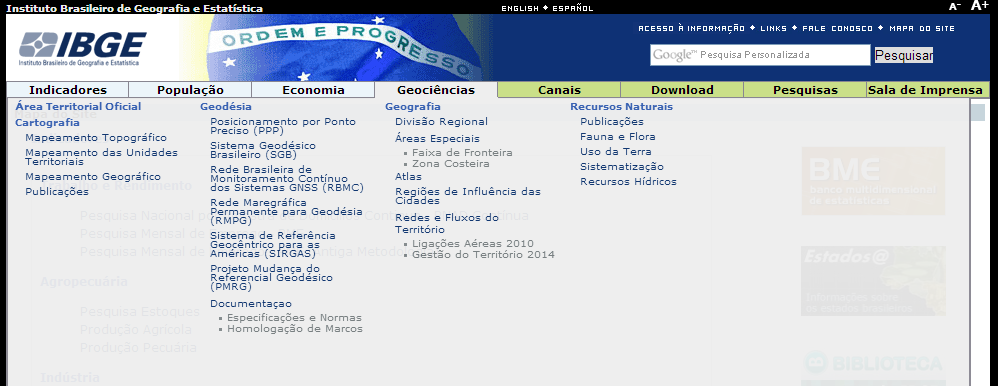 Instituto Brasileiro de Geografia e Estatística
ENGLISH ESPAÑOL
A- A+
IBGE
Instituto Brasileiro de Geografia e Estatística
ORDEM E PROGRESSO
ACESSO À INFORMAÇÃO LINKS FALE CONOSCO MAPA DO SITE
Google™ Pesquisa Personalizada Pesquisar
Indicadores População Economia Geociências Canais Download Pesquisas Sala de Imprensa
Área Territorial Oficial
Cartografia
Mapeamento Topográfico
Mapeamento das Unidades
Territoriais
Mapeamento Geográfico
Publicações
Geodésia
Posicionamento por Ponto
Preciso (PPP)
Sistema Geodésico
Brasileiro (SGB)
Rede Brasileira de
Monitoramento Contínuo
dos Sistemas GNSS (RBMC)
Rede Maregráfica
Permanente para Geodésia
(RMPG)
Sistema de Referência
Geocêntrico para as
Américas (SIRGAS)
Projeto Mudança do
Referencial Geodésico
(PMRG)
Documentaçao
Especificações e Normas
Homologação de Marcos
Geografia
Divisão Regional
Áreas Especiais
Faixa de Fronteira
Zona Costeira
Atlas
Regiões de Influência das
Cidades
Redes e Fluxos do
Território
Ligações Aéreas 2010
Gestão do Território 2014
Recursos Naturais
Publicações
Fauna e Flora
Uso da Terra
Sistematização
Recursos Hídricos
Mapa do Site
e Rendimento
Pesquisa Nacional po
Pesquisa Mensal de
Antiga Metodo
Agropecuária
Pesquisa Estoques
Produção Agrícola
Produção Pecuária
Indústria
BME
banco multidimensional
de estatísticas
Estados@
BIBLIOTECA